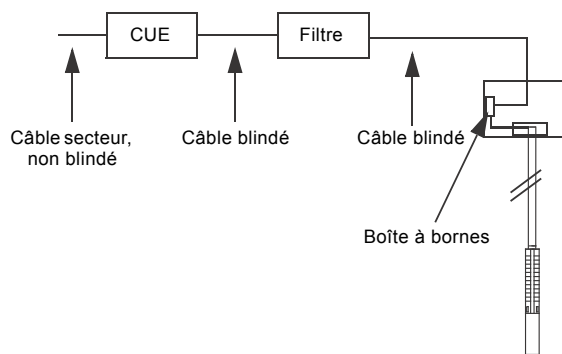 CUE
Filtre
Câble secteur,
non blindé
Câble blindé
Câble blindé
Boîte à bornes